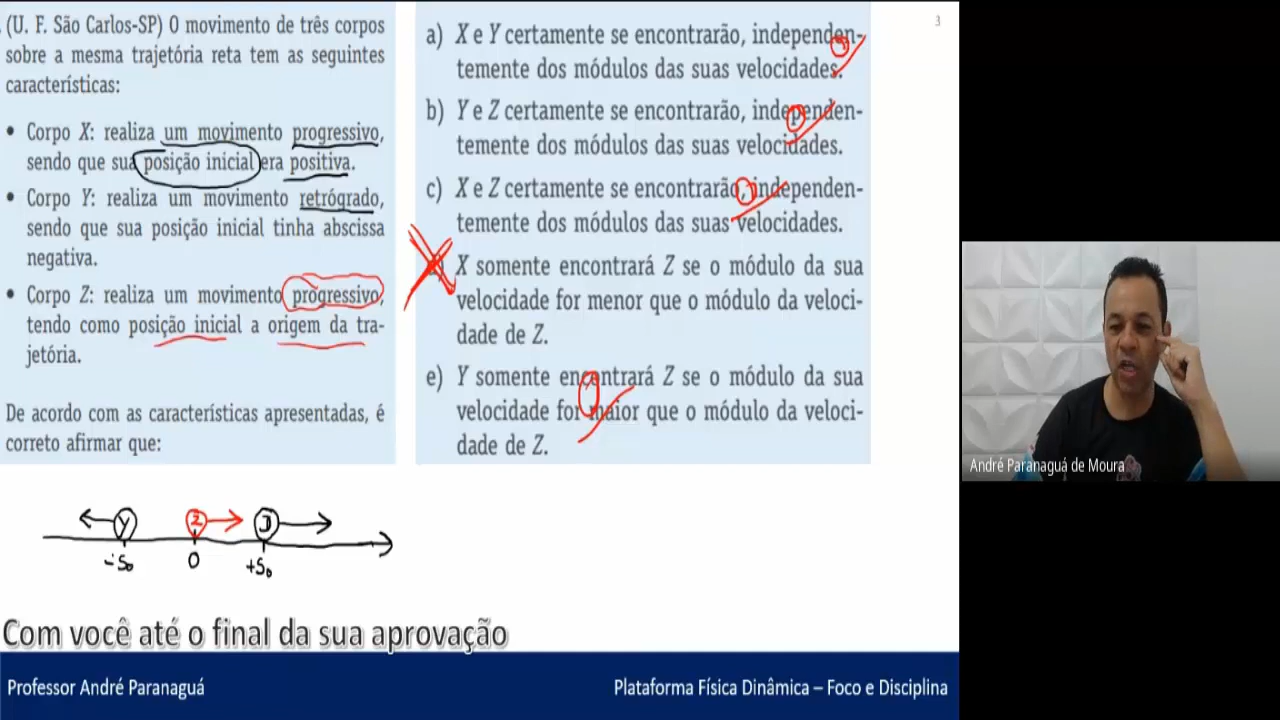 . (U. F. São Carlos-SP) O movimento de três corpos
sobre a mesma trajetória reta tem as seguintes
características:
• Corpo X: realiza um movimento progressivo,
sendo que sua posição inicial era positiva.
• Corpo Y: realiza um movimento retrógrado,
sendo que sua posição inicial tinha abscissa
negativa.
• Corpo Z: realiza um movimento progressivo,
tendo como posição inicial a origem da tra-
jetória.
De acordo com as características apresentadas, é
correto afirmar que:
3
a) X e Y certamente se encontrarão, independen-
temente dos módulos das suas velocidades.
b) Y e Z certamente se encontrarão, independen-
temente dos módulos das suas velocidades.
c) X e Z certamente se encontrarão, independen-
temente dos módulos das suas velocidades.
X somente encontrará Z se o módulo da sua
velocidade for menor que o módulo da veloci-
dade de Z.
e) Y somente encontrará Z se o módulo da sua
velocidade for maior que o módulo da veloci-
dade de Z.
Y Z
-S₀ 0 +S₀
Com você até o final da sua aprovação
Professor André Paranaguá
Plataforma Física Dinâmica – Foco e Disciplina
André Paranaguá de Moura